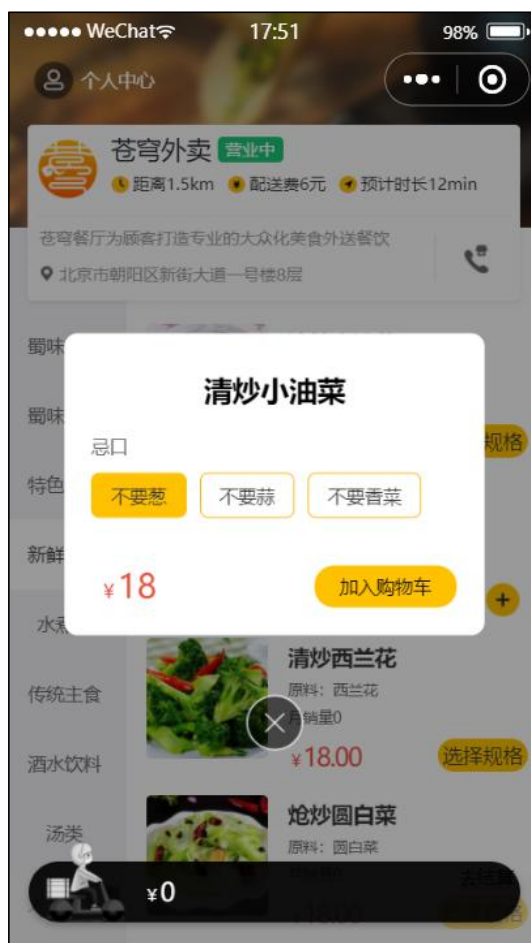 WeChat 17:51 98%
个人中心
苍穹外卖 营业中
距离1.5km 配送费6元 预计时长12min
苍穹餐厅为顾客打造专业的大众化美食外送餐饮
北京市朝阳区新街大道一号楼8层
蜀味
蜀味
规格
特色
新鲜
水煮
传统主食
酒水饮料
汤类
清炒小油菜
忌口
不要葱 不要蒜 不要香菜
¥18 加入购物车
清炒西兰花
原料：西兰花
月销量0
¥18.00 选择规格
炝炒圆白菜
原料：圆白菜
¥0 去结算
¥18.00